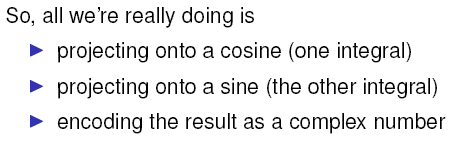 So, all we're really doing is
projecting onto a cosine (one integral)
projecting onto a sine (the other integral)
encoding the result as a complex number